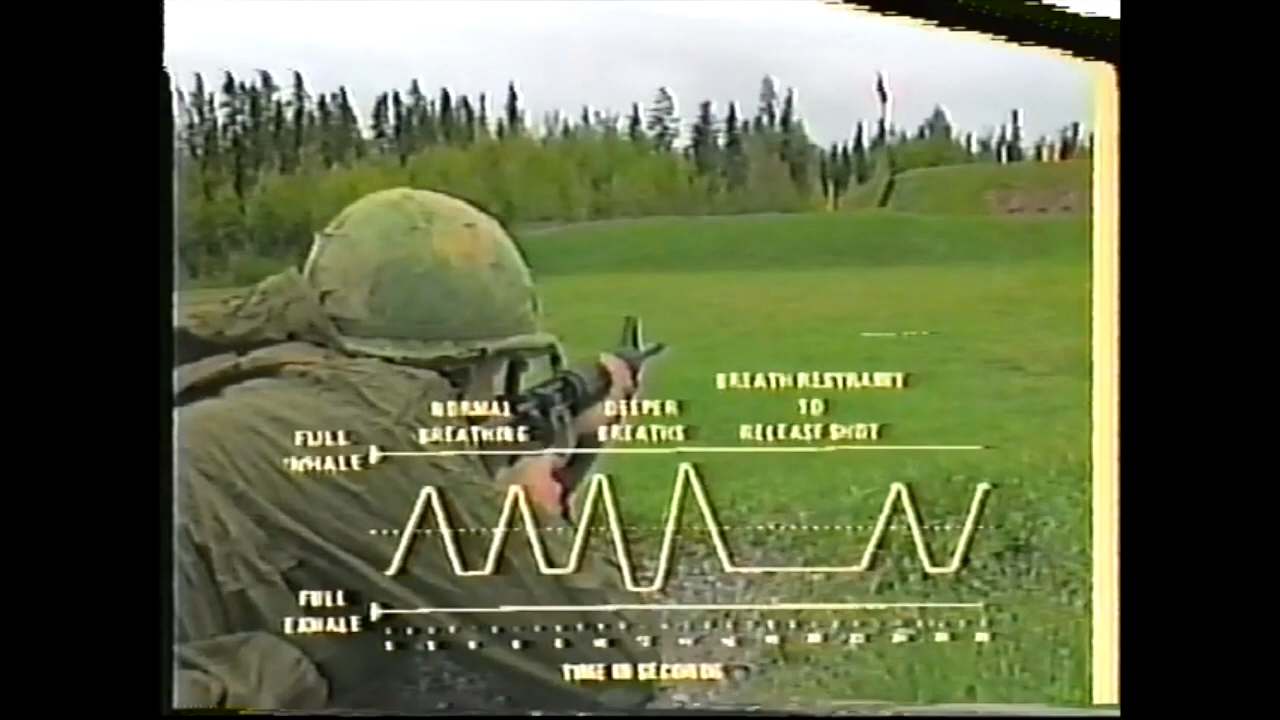 BREATH RESTRAINT
NORMAL DEEPER TO
BREATHING BREATHS RELEASE SHOT
FULL
INHALE
FULL
EXHALE
TIME IN SECONDS